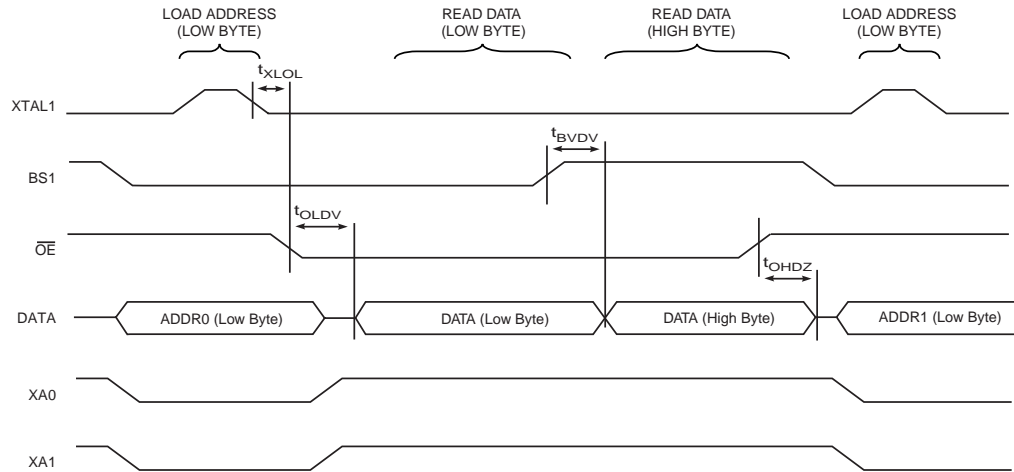 LOAD ADDRESS
(LOW BYTE)
READ DATA
(LOW BYTE)
READ DATA
(HIGH BYTE)
LOAD ADDRESS
(LOW BYTE)
tXLOL
XTAL1
tBVDV
BS1
tOLDV
OE
tOHDZ
DATA
ADDR0 (Low Byte)
DATA (Low Byte)
DATA (High Byte)
ADDR1 (Low Byte)
XA0
XA1